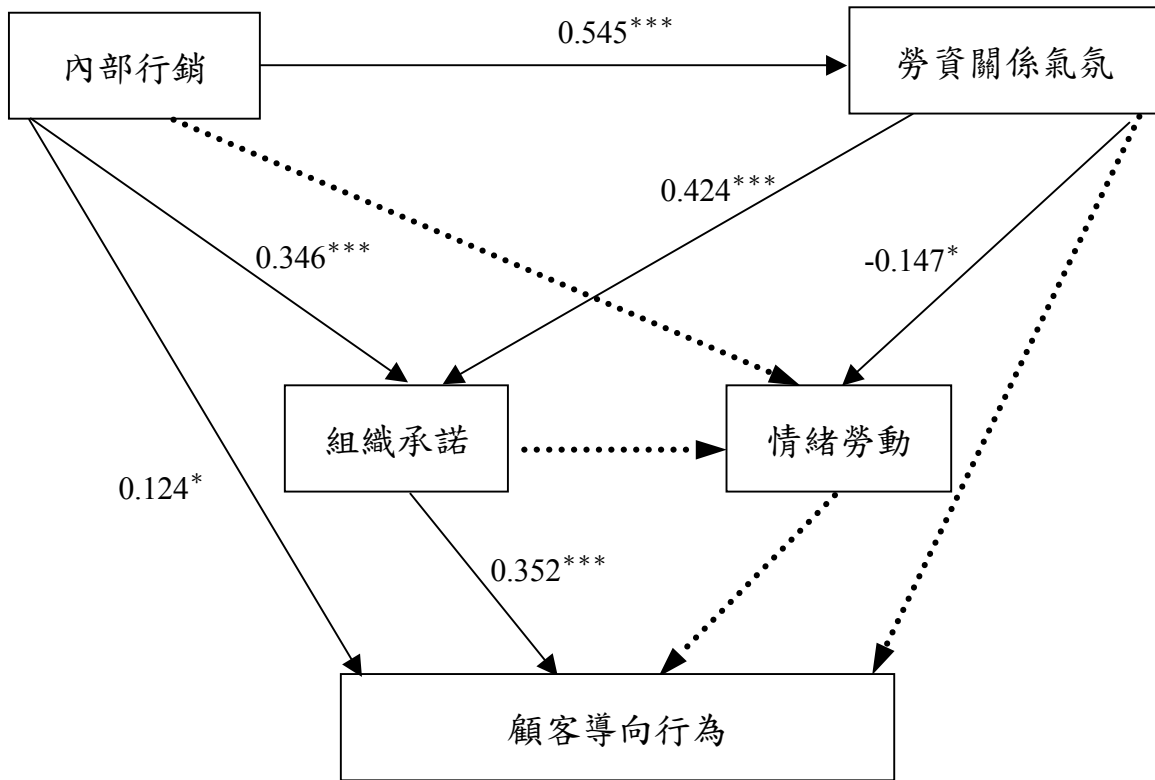 0.545***
內部行銷
勞資關係氣氛
0.424***
0.346***
-0.147*
組織承諾
情緒勞動
0.124*
0.352***
顧客導向行為